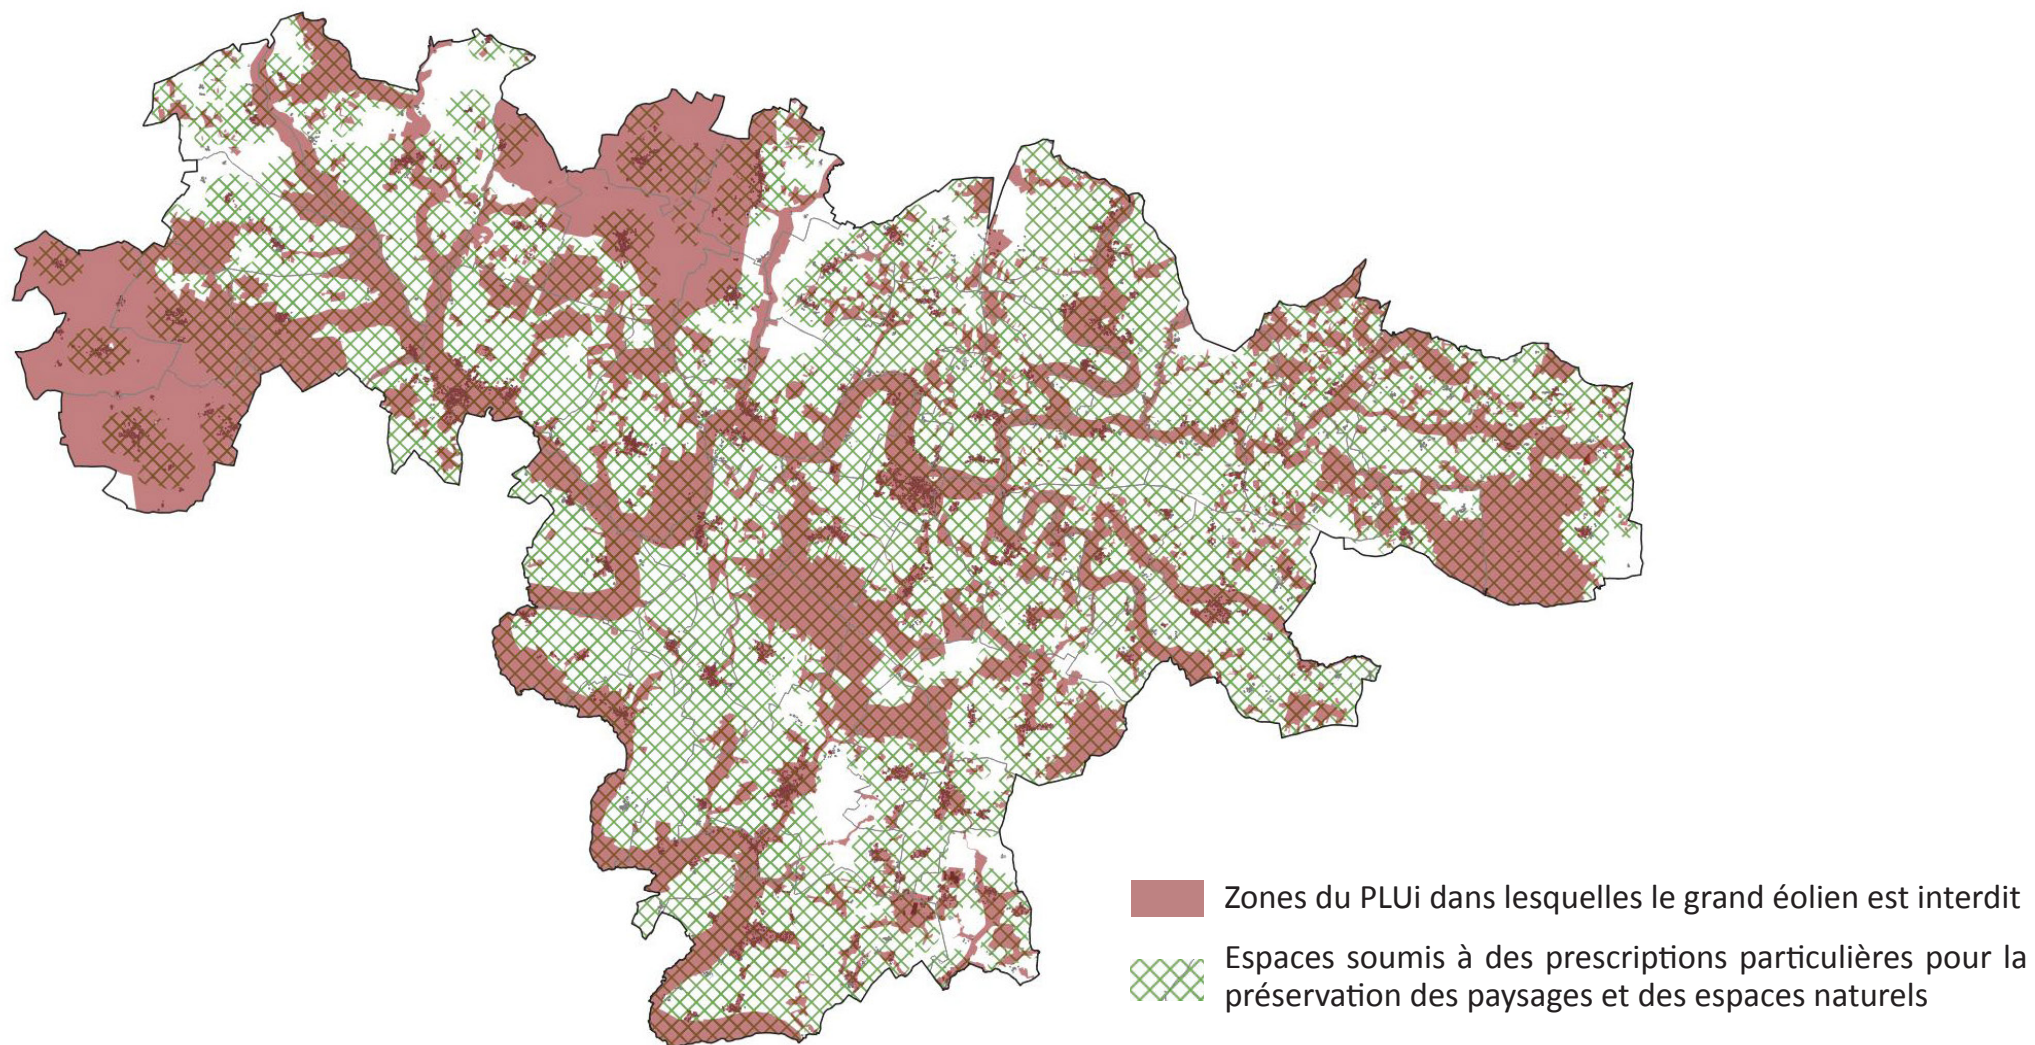 Zones du PLUi dans lesquelles le grand éolien est interdit
Espaces soumis à des prescriptions particulières pour la
préservation des paysages et des espaces naturels